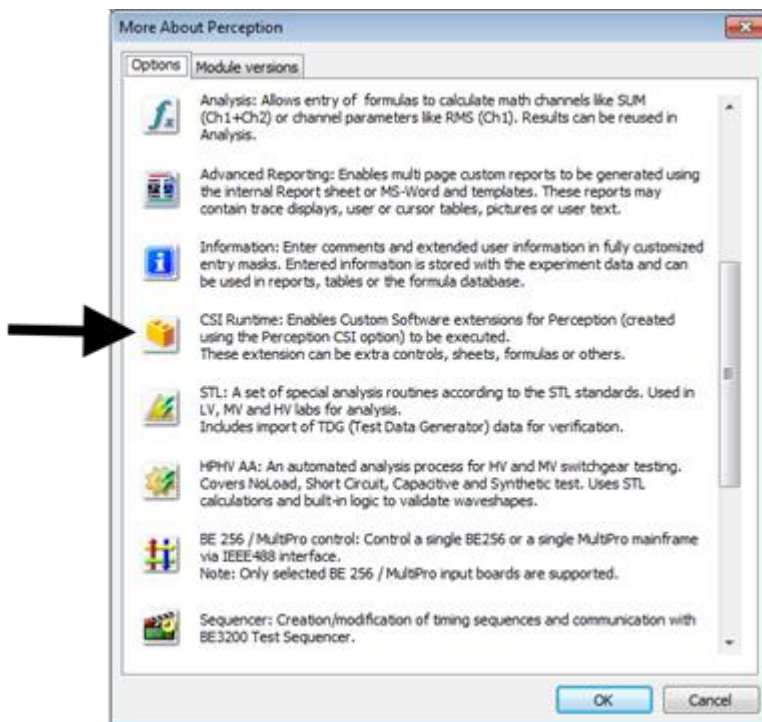 More About Perception
Options
Module versions
Analysis: Allows entry of formulas to calculate math channels like SUM
(Ch1+Ch2) or channel parameters like RMS (Ch1). Results can be reused in
Analysis.
Advanced Reporting: Enables multi page custom reports to be generated using
the internal Report sheet or MS-Word and templates. These reports may
contain trace displays, user or cursor tables, pictures or user text.
Information: Enter comments and extended user information in fully customized
entry masks. Entered information is stored with the experiment data and can
be used in reports, tables or the formula database.
CSI Runtime: Enables Custom Software extensions for Perception (created
using the Perception CSI option) to be executed.
These extension can be extra controls, sheets, formulas or others.
STL: A set of special analysis routines according to the STL standards. Used in
LV, MV and HV labs for analysis.
Includes import of TDG (Test Data Generator) data for verification.
HPHV AA: An automated analysis process for HV and MV switchgear testing.
Covers NoLoad, Short Circuit, Capacitive and Synthetic test. Uses STL
calculations and built-in logic to validate waveshapes.
BE 256 / MultiPro control: Control a single BE256 or a single MultiPro mainframe
via IEEE488 interface.
Note: Only selected BE 256 / MultiPro input boards are supported.
Sequencer: Creation/modification of timing sequences and communication with
BE3200 Test Sequencer.
OK
Cancel